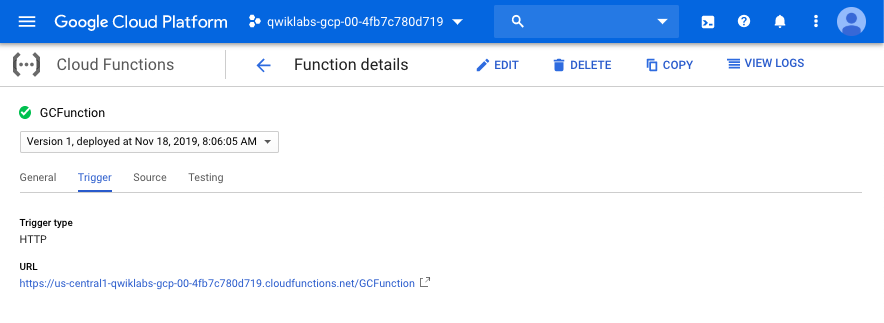 Google Cloud Platform qwiklabs-gcp-00-4fb7c780d719
Cloud Functions Function details EDIT DELETE COPY VIEW LOGS
GCFunction
Version 1, deployed at Nov 18, 2019, 8:06:05 AM
General Trigger Source Testing
Trigger type
HTTP
URL
https://us-central1-qwiklabs-gcp-00-4fb7c780d719.cloudfunctions.net/GCFunction